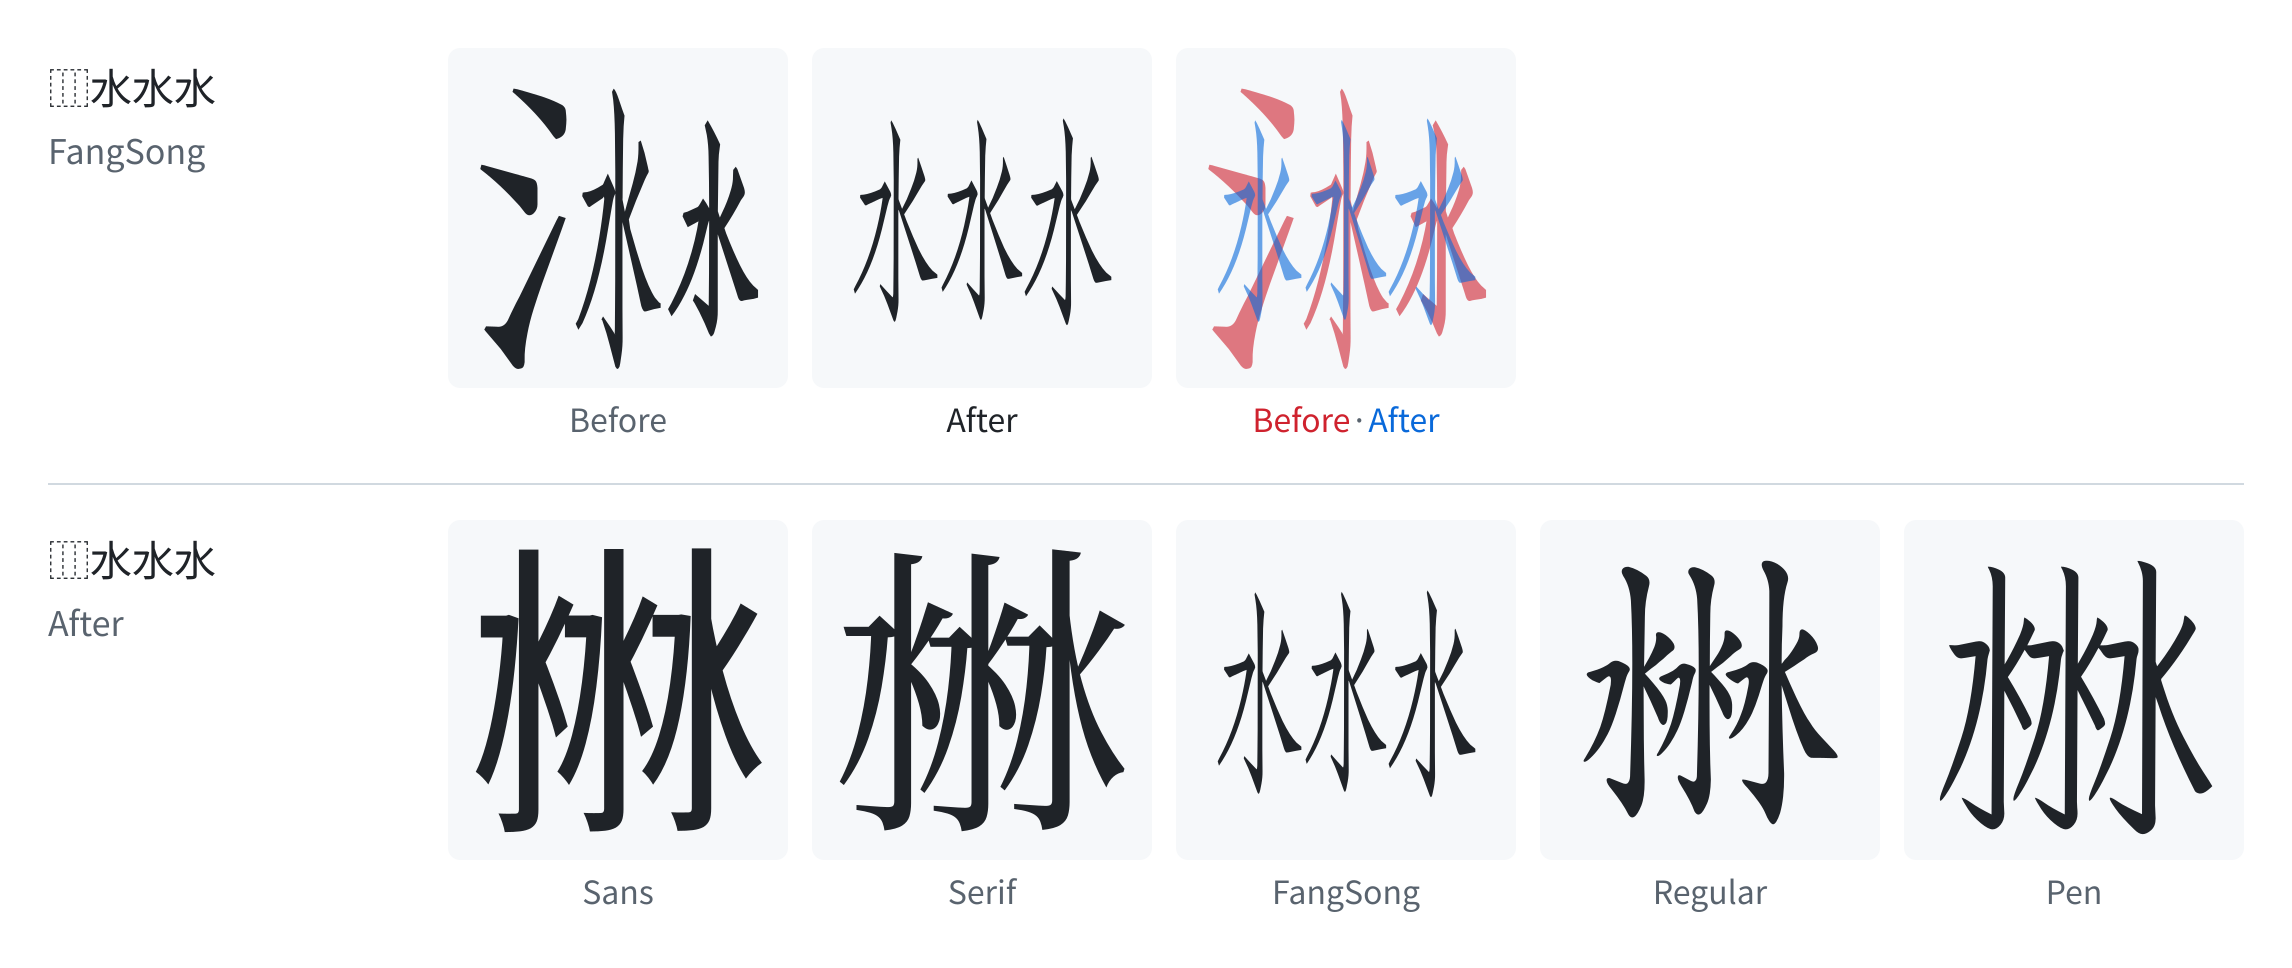 ⿲水水水
FangSong
Before
After
Before · After
⿲水水水
After
Sans
Serif
FangSong
Regular
Pen